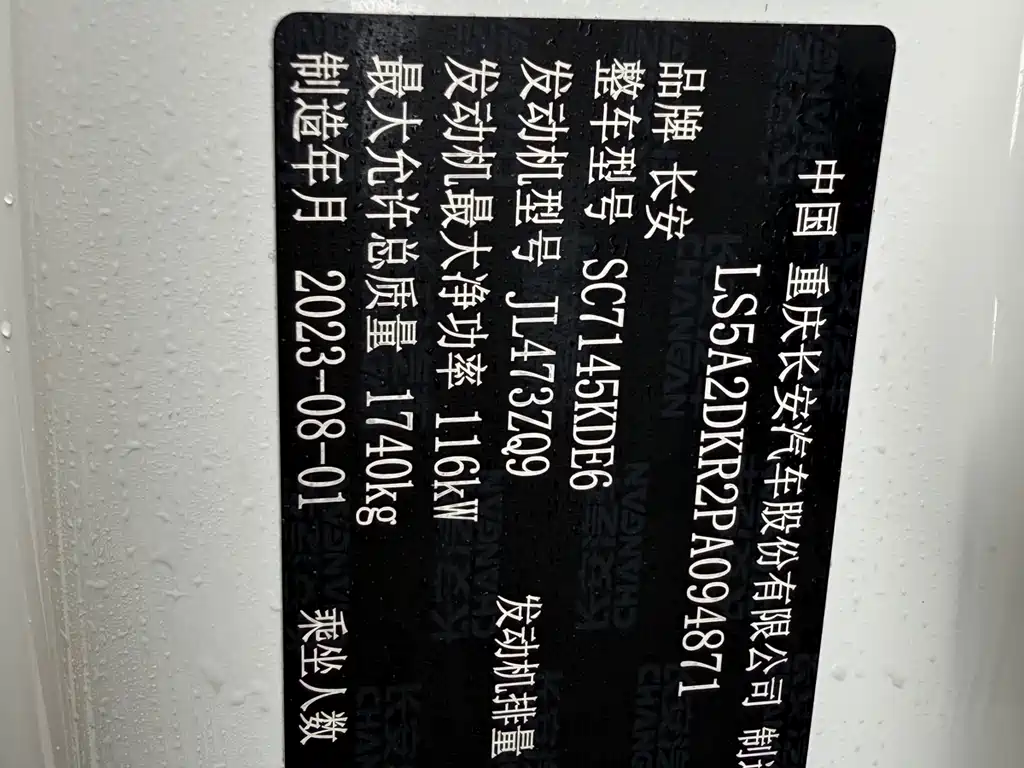 中国 重庆长安汽车股份有限公司 制造
LS5A2DKR2PA094871
品牌 长安
整车型号 SC7145KDE6
发动机型号 JL473ZQ9 发动机排量
发动机最大净功率 116kW
最大允许总质量 1740kg
制造年月 2023-08-01 乘坐人数